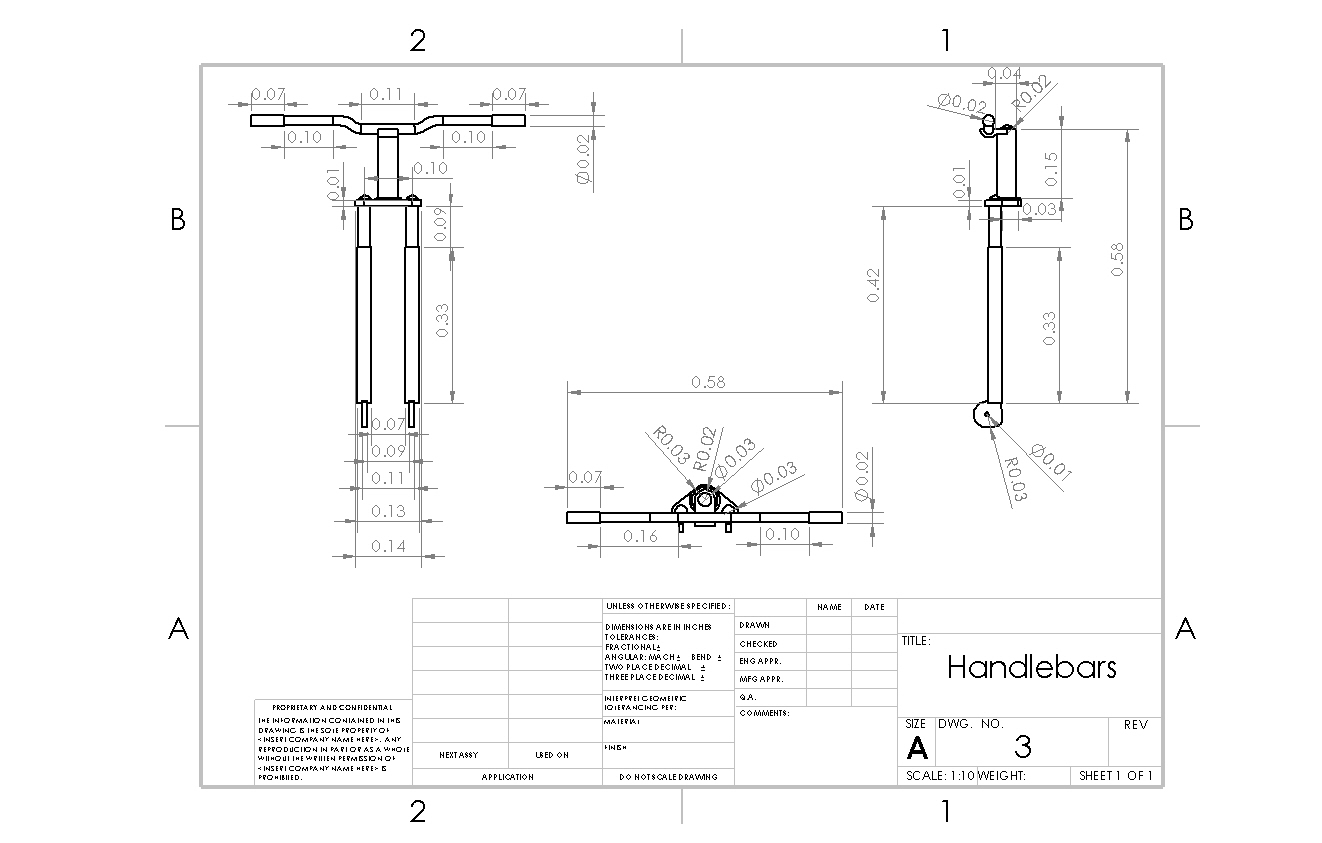 2
1
0.07
0.11
0.07
0.10
0.10
Ø0.02
0.10
0.01
0.09
0.33
0.07
0.09
0.11
0.13
0.14
0.04
Ø0.02
R0.02
0.15
0.01
0.03
0.58
0.42
0.33
Ø0.01
R0.03
B
B
0.58
R0.03
R0.02
Ø0.03
Ø0.03
0.07
Ø0.02
0.16
0.10
A
A
UNLESS OTHERWISE SPECIFIED:
DIMENSIONS ARE IN INCHES
TOLERANCES:
FRACTIONAL±
ANGULAR: MACH± BEND ±
TWO PLACE DECIMAL ±
THREE PLACE DECIMAL ±
INTERPRET GEOMETRIC
TOLERANCING PER:
MATERIAL
FINISH
DO NOT SCALE DRAWING
NAME DATE
DRAWN
CHECKED
ENG APPR.
MFG APPR.
Q.A.
COMMENTS:
TITLE:
Handlebars
SIZE DWG. NO. REV
A 3
SCALE: 1:10 WEIGHT: SHEET 1 OF 1
PROPRIETARY AND CONFIDENTIAL
THE INFORMATION CONTAINED IN THIS
DRAWING IS THE SOLE PROPERTY OF
<INSERT COMPANY NAME HERE>. ANY
REPRODUCTION IN PART OR AS A WHOLE
WITHOUT THE WRITTEN PERMISSION OF
<INSERT COMPANY NAME HERE> IS
PROHIBITED.
NEXT ASSY USED ON
APPLICATION
2
1